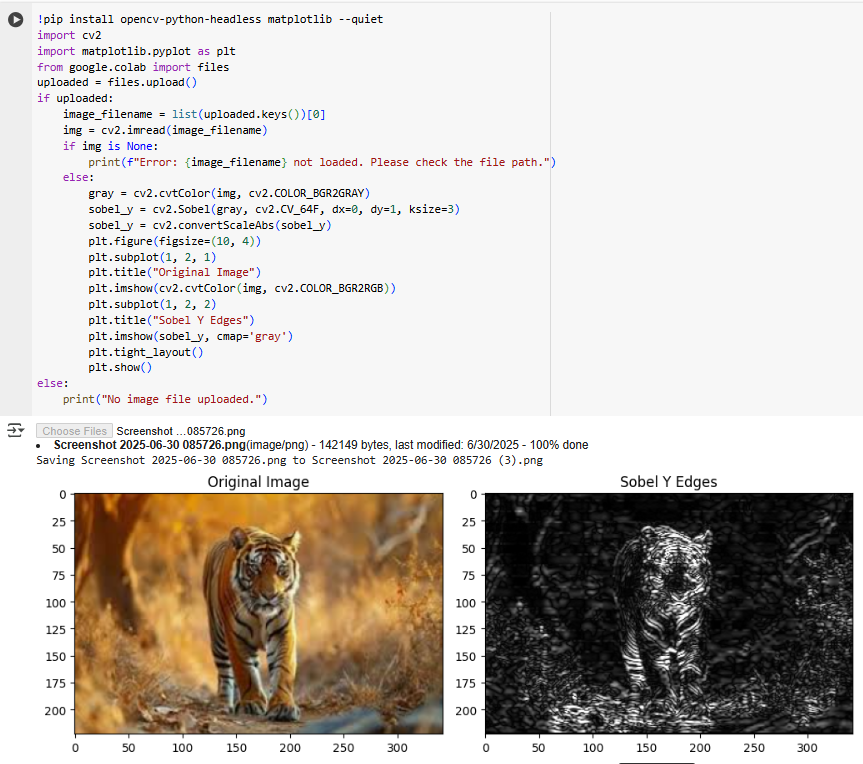 !pip install opencv-python-headless matplotlib --quiet
import cv2
import matplotlib.pyplot as plt
from google.colab import files
uploaded = files.upload()
if uploaded:
    image_filename = list(uploaded.keys())[0]
    img = cv2.imread(image_filename)
    if img is None:
        print(f"Error: {image_filename} not loaded. Please check the file path.")
    else:
        gray = cv2.cvtColor(img, cv2.COLOR_BGR2GRAY)
        sobel_y = cv2.Sobel(gray, cv2.CV_64F, dx=0, dy=1, ksize=3)
        sobel_y = cv2.convertScaleAbs(sobel_y)
        plt.figure(figsize=(10, 4))
        plt.subplot(1, 2, 1)
        plt.title("Original Image")
        plt.imshow(cv2.cvtColor(img, cv2.COLOR_BGR2RGB))
        plt.subplot(1, 2, 2)
        plt.title("Sobel Y Edges")
        plt.imshow(sobel_y, cmap='gray')
        plt.tight_layout()
        plt.show()
else:
    print("No image file uploaded.")
Choose Files Screenshot ...085726.png
• Screenshot 2025-06-30 085726.png(image/png) - 142149 bytes, last modified: 6/30/2025 - 100% done
Saving Screenshot 2025-06-30 085726.png to Screenshot 2025-06-30 085726 (3).png
Original Image
0
25
50
75
100
125
150
175
200
0 50 100 150 200 250 300
Sobel Y Edges
0
25
50
75
100
125
150
175
200
0 50 100 150 200 250 300